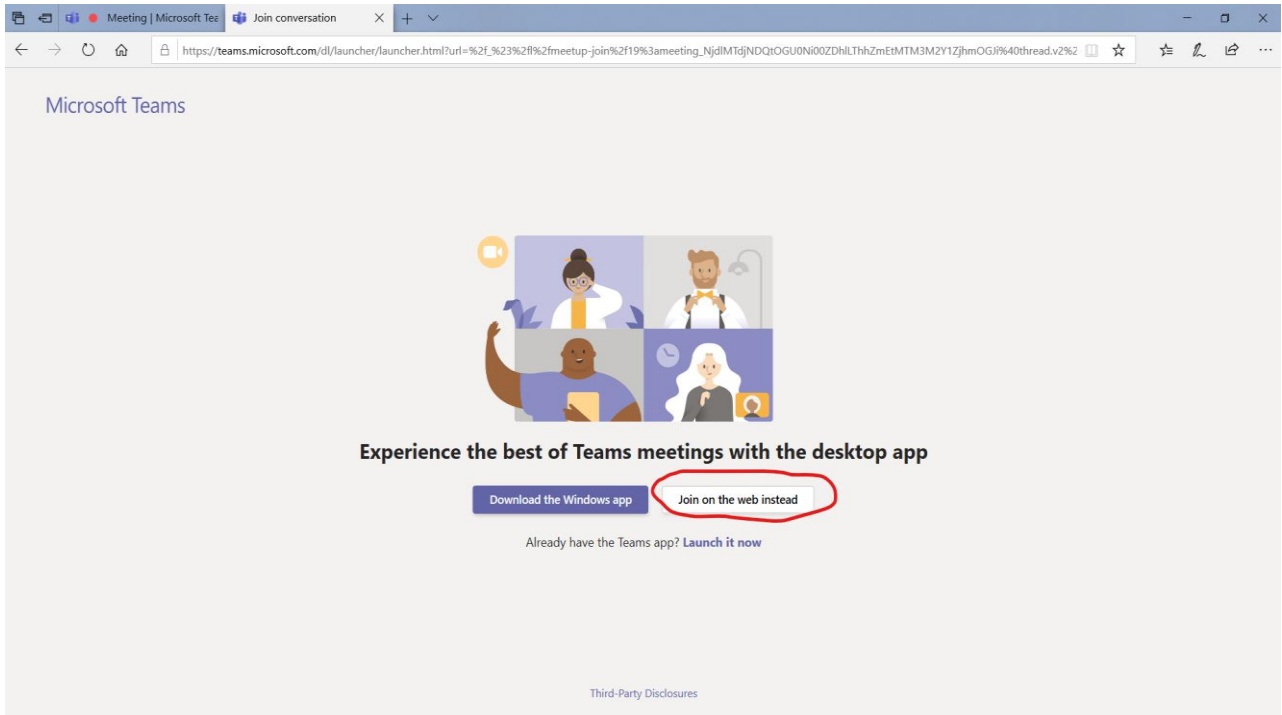 Meeting | Microsoft Tea
Join conversation
https://teams.microsoft.com/dl/launcher/launcher.html?url=%2f_%23%2fl%2fmeetup-join%2f19%3ameeting_NjdlMTdjNDQtOGU0Ni00ZDhlLThhZmEtMTM3M2Y1ZjhmOGJi%40thread.v2%2
Microsoft Teams
Experience the best of Teams meetings with the desktop app
Download the Windows app
Join on the web instead
Already have the Teams app? Launch it now
Third-Party Disclosures